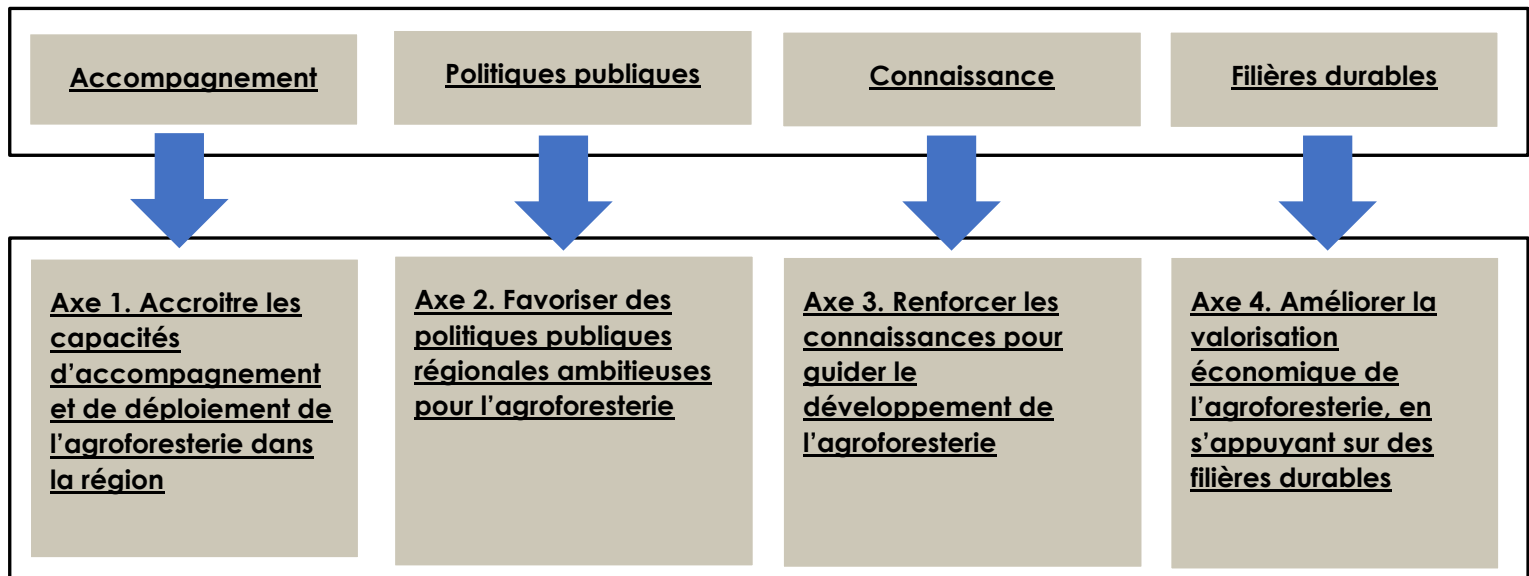 Accompagnement
Politiques publiques
Connaissance
Filières durables
Axe 1. Accroitre les
capacités
d’accompagnement
et de déploiement de
l’agroforesterie dans
la région
Axe 2. Favoriser des
politiques publiques
régionales ambitieuses
pour l’agroforesterie
Axe 3. Renforcer les
connaissances pour
guider le
développement de
l’agroforesterie
Axe 4. Améliorer la
valorisation
économique de
l’agroforesterie, en
s’appuyant sur des
filières durables